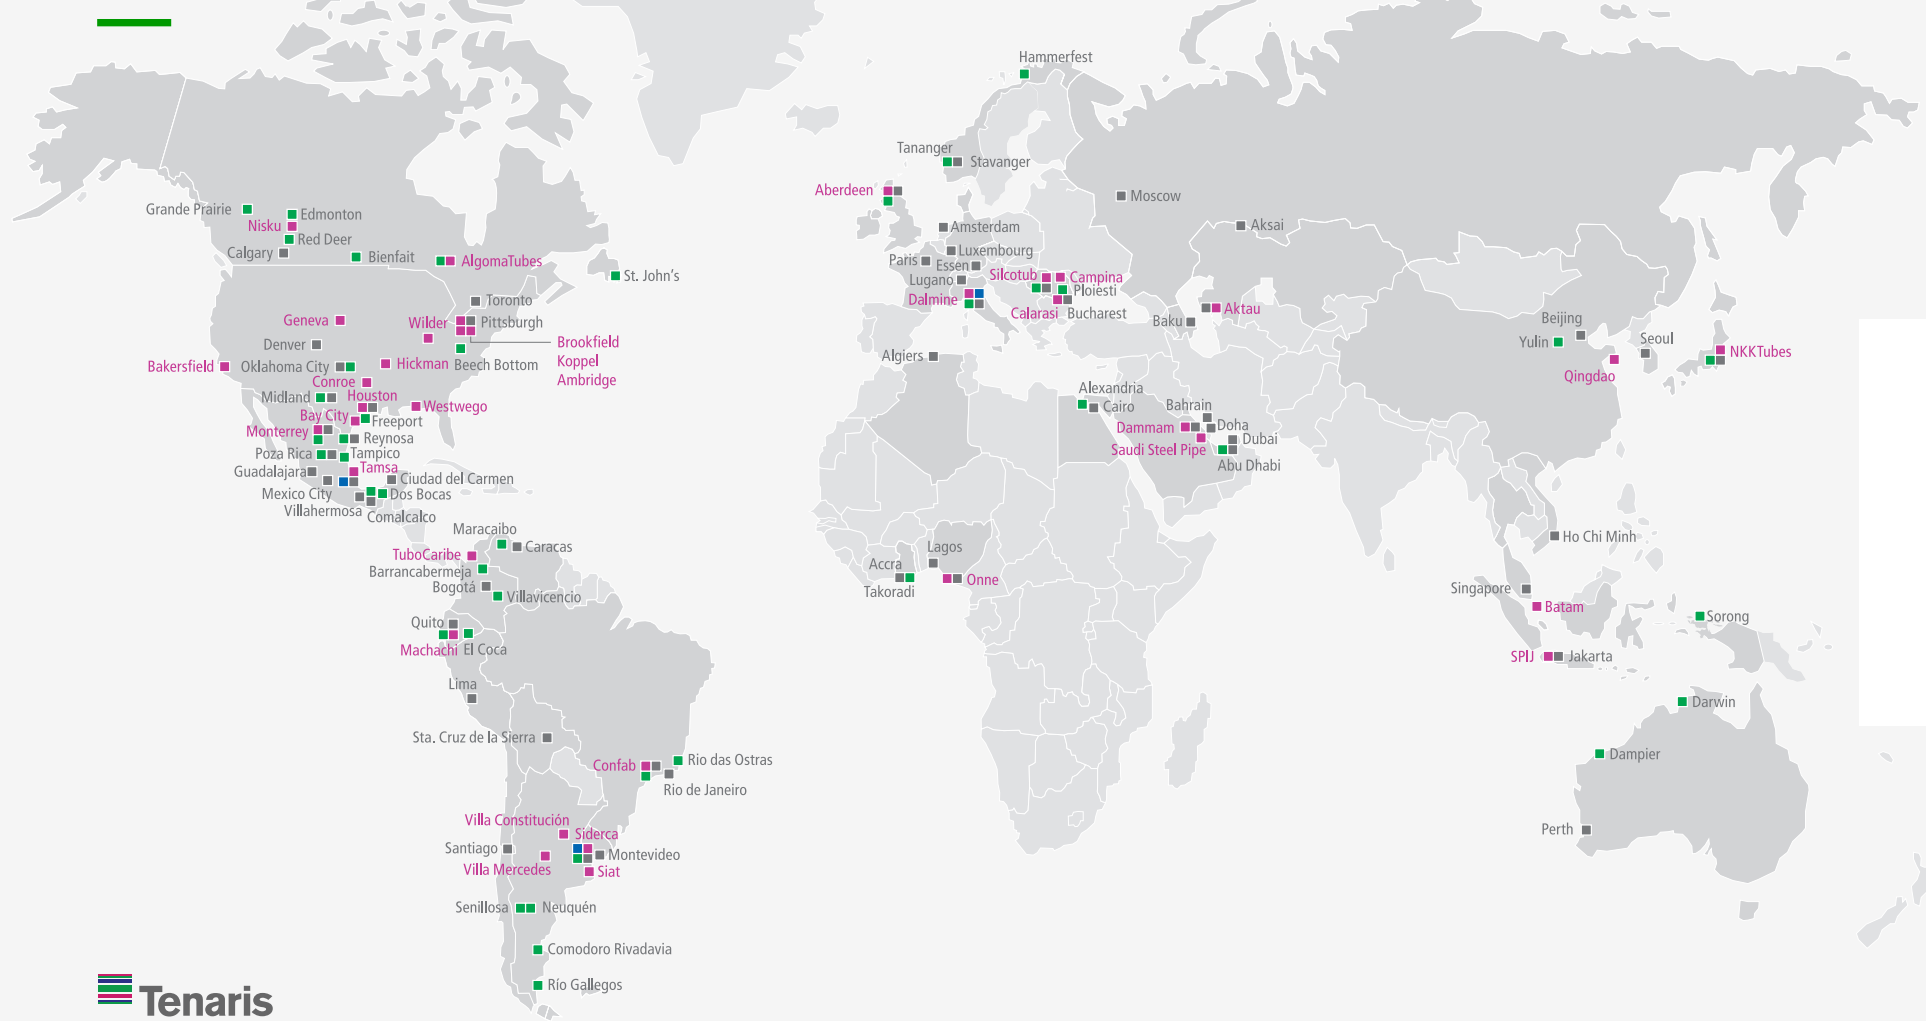 Hammerfest
Tananger
Stavanger
Aberdeen
Moscow
Grande Prairie
Edmonton
Nisku
Red Deer
Calgary
Bienfait
AlgomaTubes
St. John's
Amsterdam
Aksai
Luxembourg
Paris
Essen
Lugano
Silcotub
Campina
Ploiesti
Dalmine
Calarasi
Bucharest
Baku
Aktau
Toronto
Geneva
Wilder
Pittsburgh
Brookfield
Koppel
Ambridge
Denver
Bakersfield
Oklahoma City
Hickman
Beech Bottom
Conroe
Midland
Houston
Westwego
Bay City
Freeport
Monterrey
Reynosa
Poza Rica
Tampico
Guadalajara
Tamsa
Ciudad del Carmen
Mexico City
Dos Bocas
Villahermosa
Comalcalco
Algiers
Alexandria
Cairo
Bahrain
Dammam
Doha
Dubai
Saudi Steel Pipe
Abu Dhabi
Beijing
Yulin
Seoul
NKKTubes
Qingdao
Maracaibo
Caracas
TuboCaribe
Barrancabermeja
Bogotá
Villavicencio
Quito
Machachi
El Coca
Lima
Lagos
Accra
Takoradi
Onne
Ho Chi Minh
Singapore
Batam
Sorong
SPIJ
Jakarta
Darwin
Dampier
Perth
Sta. Cruz de la Sierra
Confab
Rio das Ostras
Rio de Janeiro
Villa Constitución
Siderca
Santiago
Montevideo
Villa Mercedes
Siat
Senillosa
Neuquén
Comodoro Rivadavia
Río Gallegos
Tenaris